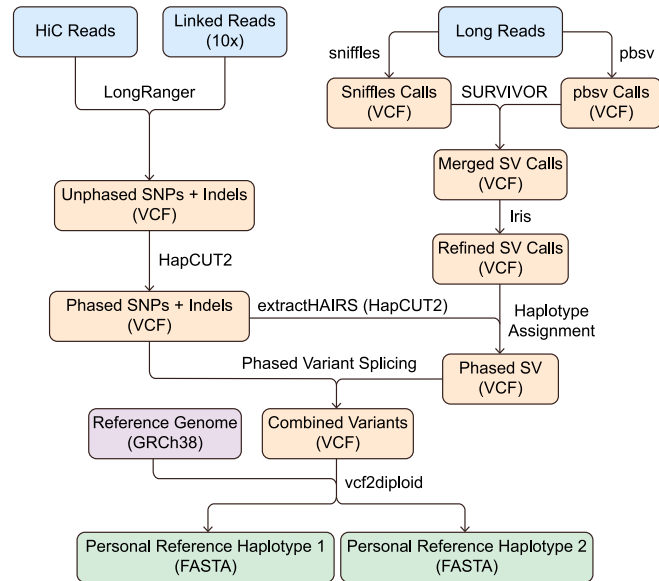 HiC Reads
Linked Reads
(10x)
Long Reads
sniffles
pbsv
LongRanger
Sniffles Calls
(VCF)
SURVIVOR
pbsv Calls
(VCF)
Merged SV Calls
(VCF)
Unphased SNPs + Indels
(VCF)
Iris
HapCUT2
Refined SV Calls
(VCF)
Phased SNPs + Indels
(VCF)
extractHAIRS (HapCUT2)
Haplotype
Assignment
Phased Variant Splicing
Phased SV
(VCF)
Reference Genome
(GRCh38)
Combined Variants
(VCF)
vcf2diploid
Personal Reference Haplotype 1
(FASTA)
Personal Reference Haplotype 2
(FASTA)